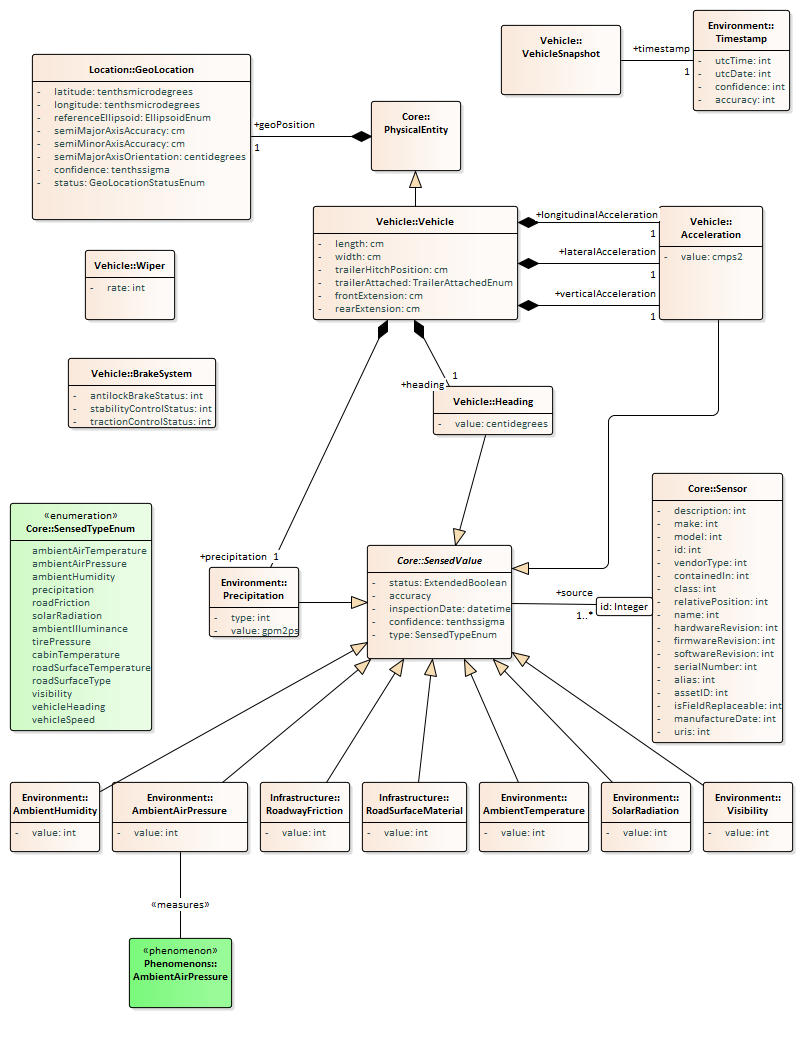 Vehicle::
VehicleSnapshot
+timestamp
1
Environment::
Timestamp
- utcTime: int
- utcDate: int
- confidence: int
- accuracy: int
Location::GeoLocation
- latitude: tenthsmicrodegrees
- longitude: tenthsmicrodegrees
- referenceEllipsoid: EllipsoidEnum
- semiMajorAxisAccuracy: cm
- semiMinorAxisAccuracy: cm
- semiMajorAxisOrientation: centidegrees
- confidence: tenthssigma
- status: GeoLocationStatusEnum
+geoPosition
1
Core::
PhysicalEntity
Vehicle::Vehicle
- length: cm
- width: cm
- trailerHitchPosition: cm
- trailerAttached: TrailerAttachedEnum
- frontExtension: cm
- rearExtension: cm
+longitudinalAcceleration
1
+lateralAcceleration
1
+verticalAcceleration
1
Vehicle::
Acceleration
- value: cmps2
Vehicle::Wiper
- rate: int
Vehicle::BrakeSystem
- antilockBrakeStatus: int
- stabilityControlStatus: int
- tractionControlStatus: int
1
+heading
Vehicle::Heading
- value: centidegrees
«enumeration»
Core::SensedTypeEnum
ambientAirTemperature
ambientAirPressure
ambientHumidity
precipitation
roadFriction
solarRadiation
ambientIlluminance
tirePressure
cabinTemperature
roadSurfaceTemperature
roadSurfaceType
visibility
vehicleHeading
vehicleSpeed
+precipitation 1
Environment::
Precipitation
- type: int
- value: gpm2ps
Core::SensedValue
- status: ExtendedBoolean
- accuracy
- inspectionDate: datetime
- confidence: tenthssigma
- type: SensedTypeEnum
+source
1..*
id: Integer
Core::Sensor
- description: int
- make: int
- model: int
- id: int
- vendorType: int
- containedIn: int
- class: int
- relativePosition: int
- name: int
- hardwareRevision: int
- firmwareRevision: int
- softwareRevision: int
- serialNumber: int
- alias: int
- assetID: int
- isFieldReplaceable: int
- manufactureDate: int
- uris: int
Environment::
AmbientHumidity
- value: int
Environment::
AmbientAirPressure
- value: int
Infrastructure::
RoadwayFriction
- value: int
Infrastructure::
RoadSurfaceMaterial
- value: int
Environment::
AmbientTemperature
- value: int
Environment::
SolarRadiation
- value: int
Environment::
Visibility
- value: int
«measures»
«phenomenon»
Phenomenons::
AmbientAirPressure